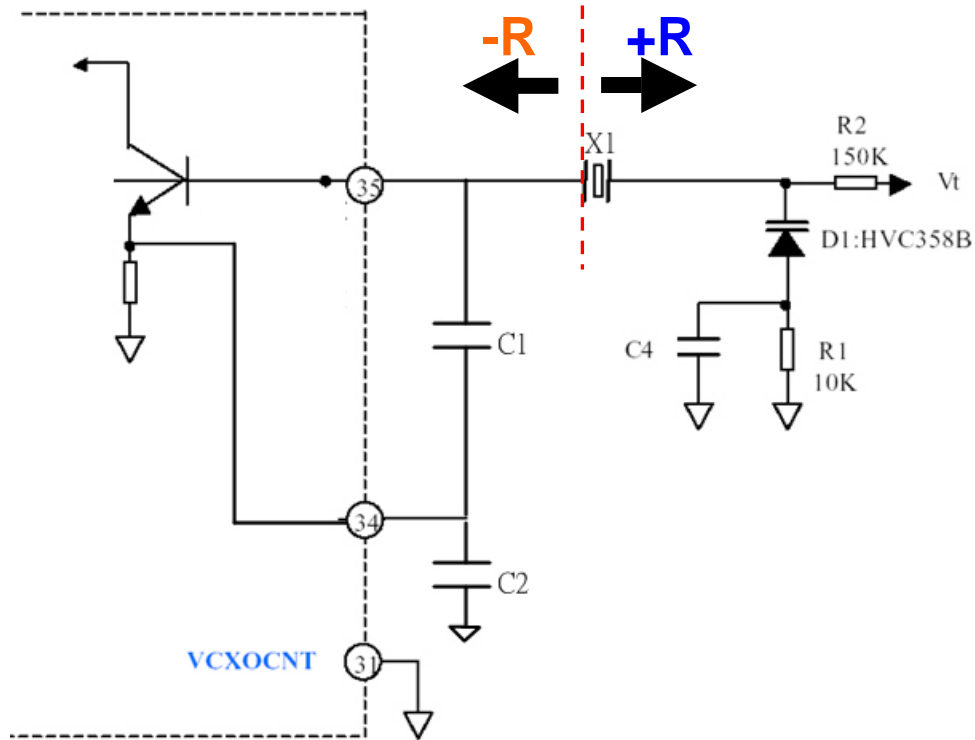 -R
+R
X1
R2
150K
Vt
35
D1:HVC358B
C1
C4
R1
10K
34
C2
VCXOCNT
31